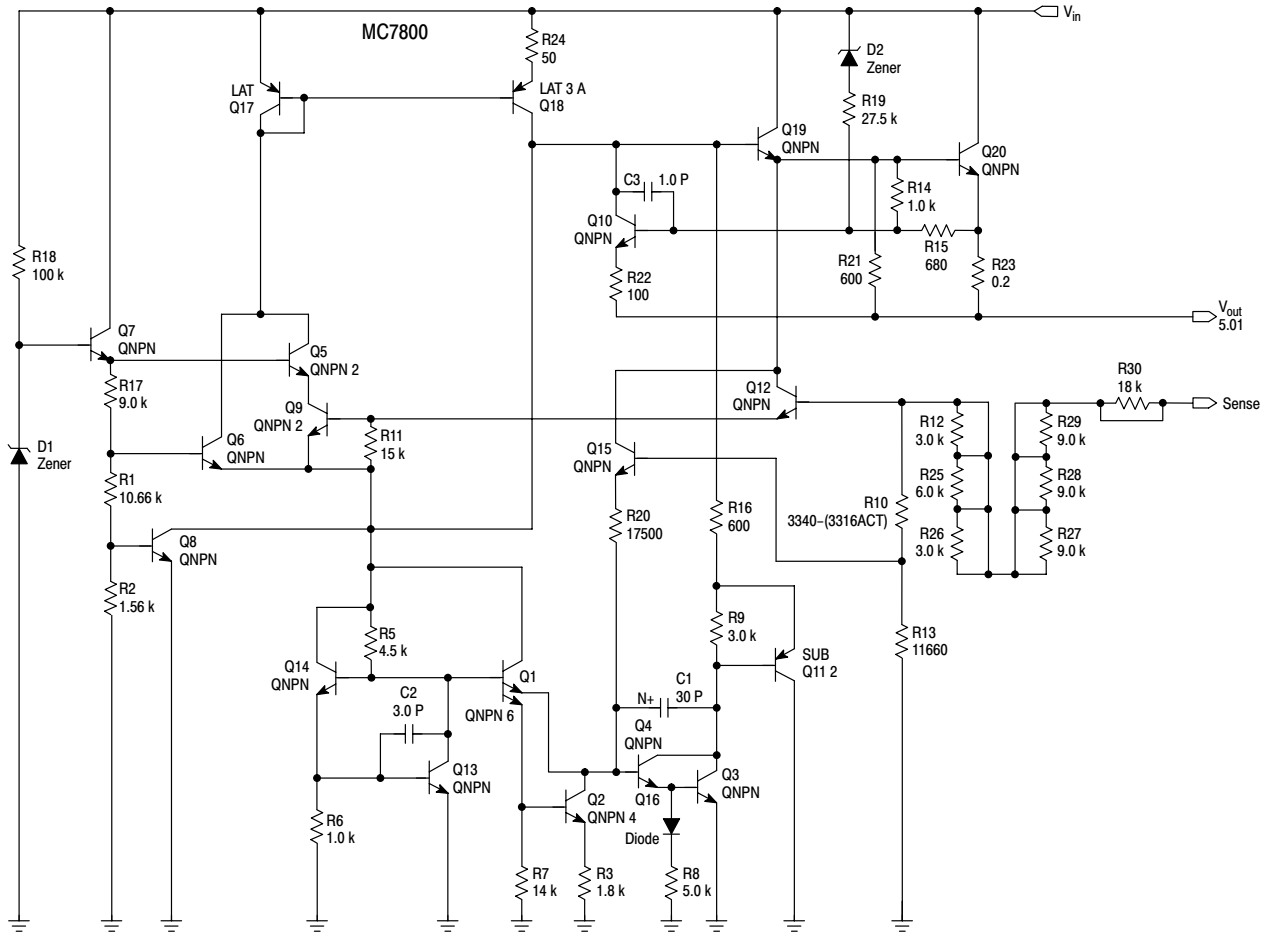 MC7800
Vin
R24
50
D2
Zener
LAT
Q17
LAT 3 A
Q18
R19
27.5 k
Q19
QNPN
Q20
QNPN
C3
1.0 P
R14
1.0 k
Q10
QNPN
R15
680
R18
100 k
R21
600
R23
0.2
R22
100
Vout
5.01
Q7
QNPN
Q5
QNPN 2
R17
9.0 k
R30
18 k
Sense
Q12
QNPN
Q9
QNPN 2
R12
3.0 k
R29
9.0 k
D1
Zener
Q6
QNPN
R11
15 k
Q15
QNPN
R25
6.0 k
R28
9.0 k
R1
10.66 k
R10
3340–(3316ACT)
R20
17500
R16
600
R26
3.0 k
R27
9.0 k
Q8
QNPN
R2
1.56 k
R9
3.0 k
R13
11660
R5
4.5 k
SUB
Q11 2
Q14
QNPN
Q1
QNPN 6
C1
30 P
N+
C2
3.0 P
Q4
QNPN
Q13
QNPN
Q3
QNPN
Q16
Q2
QNPN 4
R6
1.0 k
Diode
R7
14 k
R3
1.8 k
R8
5.0 k